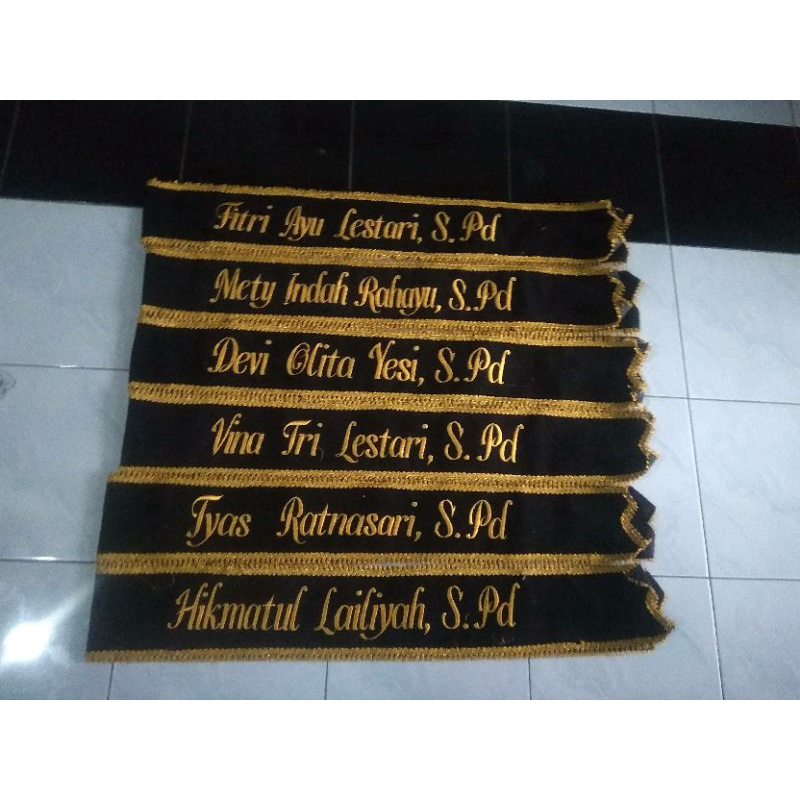 Fitri Ayu Lestari, S.Pd
Mety Indah Rahayu, S.Pd
Devi Olita Yesi, S.Pd
Vina Tri Lestari, S.Pd
Tyas Ratnasari, S.Pd
Hikmatul Lailiyah, S.Pd